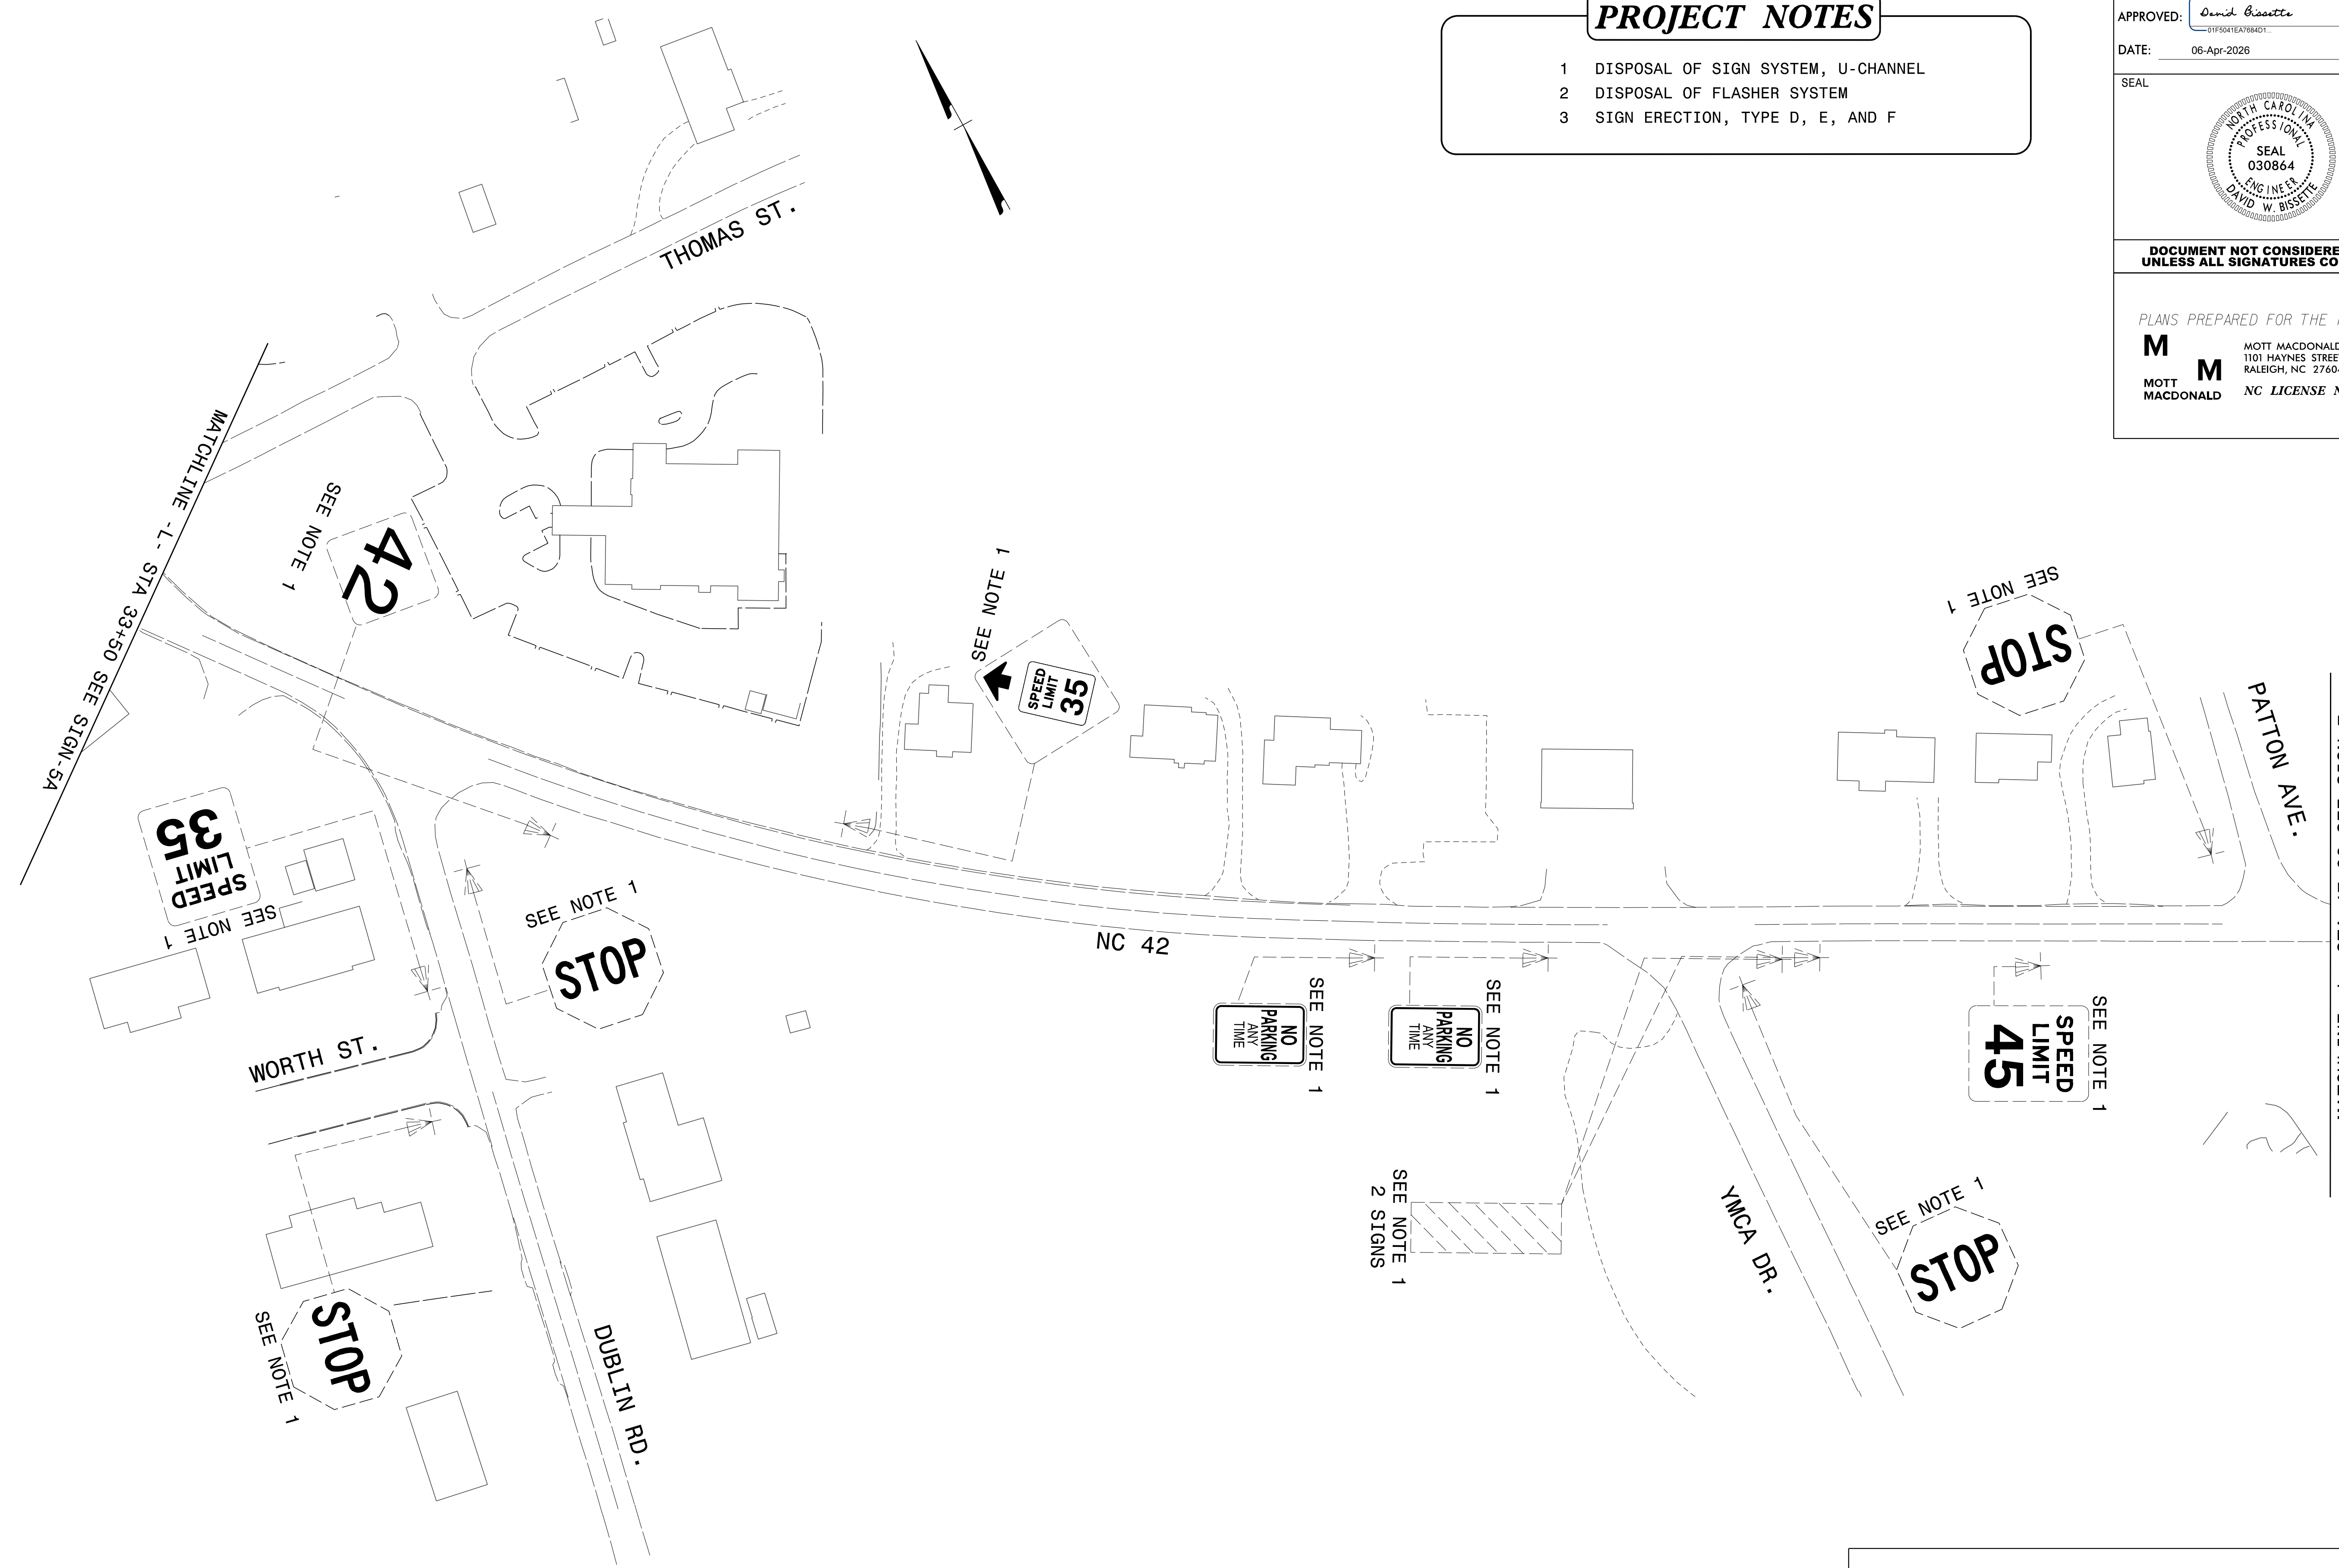 PROJECT NOTES
1 DISPOSAL OF SIGN SYSTEM, U-CHANNEL
2 DISPOSAL OF FLASHER SYSTEM
3 SIGN ERECTION, TYPE D, E, AND F
APPROVED: David Bissette
01F5041EA7684D1...
DATE: 06-Apr-2026
SEAL
NORTH CAROLINA
PROFESSIONAL
SEAL
030864
ENGINEER
DAVID W. BISSETTE
DOCUMENT NOT CONSIDERE
UNLESS ALL SIGNATURES CO
PLANS PREPARED FOR THE
M
M
MOTT
MACDONALD
MOTT MACDONALD
1101 HAYNES STREE
RALEIGH, NC 2760
NC LICENSE N
THOMAS ST.
MATCHLINE -L- STA 33+50 SEE SIGN-5A
SEE NOTE 1
42
SEE NOTE 1
SPEED
LIMIT
35
SEE NOTE 1
STOP
PATTON AVE.
SPEED
LIMIT
35
SEE NOTE 1
SEE NOTE 1
STOP
NC 42
NO
PARKING
ANY
TIME
SEE NOTE 1
NO
PARKING
ANY
TIME
SEE NOTE 1
SPEED
LIMIT
45
SEE NOTE 1
WORTH ST.
SEE NOTE 1
2 SIGNS
YMCA DR.
SEE NOTE 1
STOP
STOP
SEE NOTE 1
DUBLIN RD.